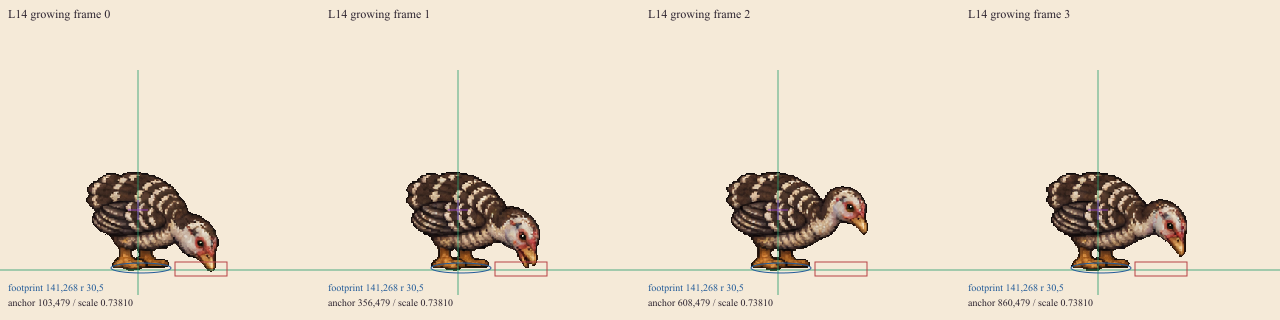 L14 growing frame 0
L14 growing frame 1
L14 growing frame 2
L14 growing frame 3
footprint 141,268 r 30,5
footprint 141,268 r 30,5
footprint 141,268 r 30,5
footprint 141,268 r 30,5
anchor 103,479 / scale 0.73810
anchor 356,479 / scale 0.73810
anchor 608,479 / scale 0.73810
anchor 860,479 / scale 0.73810